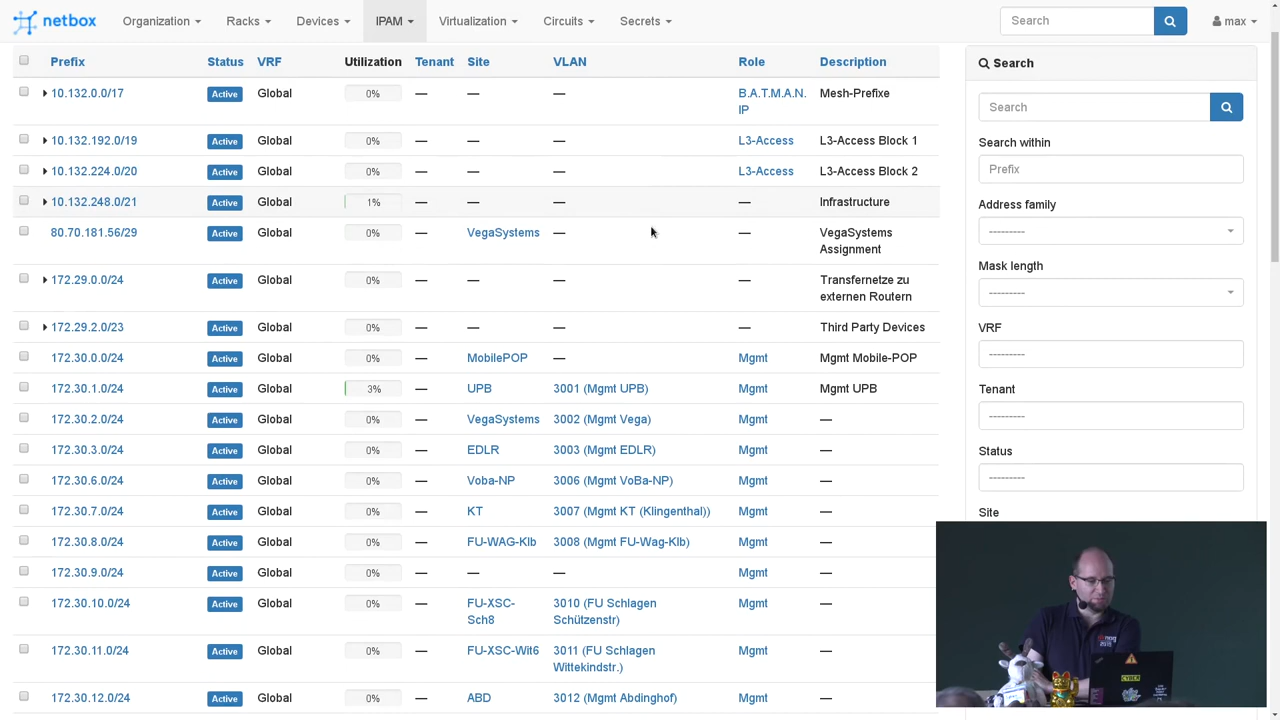 netbox Organization Racks Devices IPAM Virtualization Circuits Secrets Search max
Prefix Status VRF Utilization Tenant Site VLAN Role Description
10.132.0.0/17 Active Global 0% — — — B.A.T.M.A.N. Mesh-Prefixe
IP
10.132.192.0/19 Active Global 0% — — — L3-Access L3-Access Block 1
10.132.224.0/20 Active Global 0% — — — L3-Access L3-Access Block 2
10.132.248.0/21 Active Global 1% — — — — Infrastructure
80.70.181.56/29 Active Global 0% — VegaSystems — — VegaSystems
Assignment
172.29.0.0/24 Active Global 0% — — — — Transfernetze zu
externen Routern
172.29.2.0/23 Active Global 0% — — — — Third Party Devices
172.30.0.0/24 Active Global 0% — MobilePOP — Mgmt Mgmt Mobile-POP
172.30.1.0/24 Active Global 3% — UPB 3001 (Mgmt UPB) Mgmt Mgmt UPB
172.30.2.0/24 Active Global 0% — VegaSystems 3002 (Mgmt Vega) Mgmt —
172.30.3.0/24 Active Global 0% — EDLR 3003 (Mgmt EDLR) Mgmt —
172.30.6.0/24 Active Global 0% — Voba-NP 3006 (Mgmt VoBa-NP) Mgmt —
172.30.7.0/24 Active Global 0% — KT 3007 (Mgmt KT (Klingenthal)) Mgmt —
172.30.8.0/24 Active Global 0% — FU-WAG-Klb 3008 (Mgmt FU-Wag-Klb) Mgmt —
172.30.9.0/24 Active Global 0% — — — Mgmt —
172.30.10.0/24 Active Global 0% — FU-XSC- 3010 (FU Schlagen Mgmt —
Sch8 Schützenstr)
172.30.11.0/24 Active Global 0% — FU-XSC-Wit6 3011 (FU Schlagen Mgmt —
Wittekindstr.)
172.30.12.0/24 Active Global 0% — ABD 3012 (Mgmt Abdinghof) Mgmt —
Search
Search
Search within
Prefix
Address family
---------
Mask length
---------
VRF
---------
Tenant
---------
Status
---------
Site
CYBER